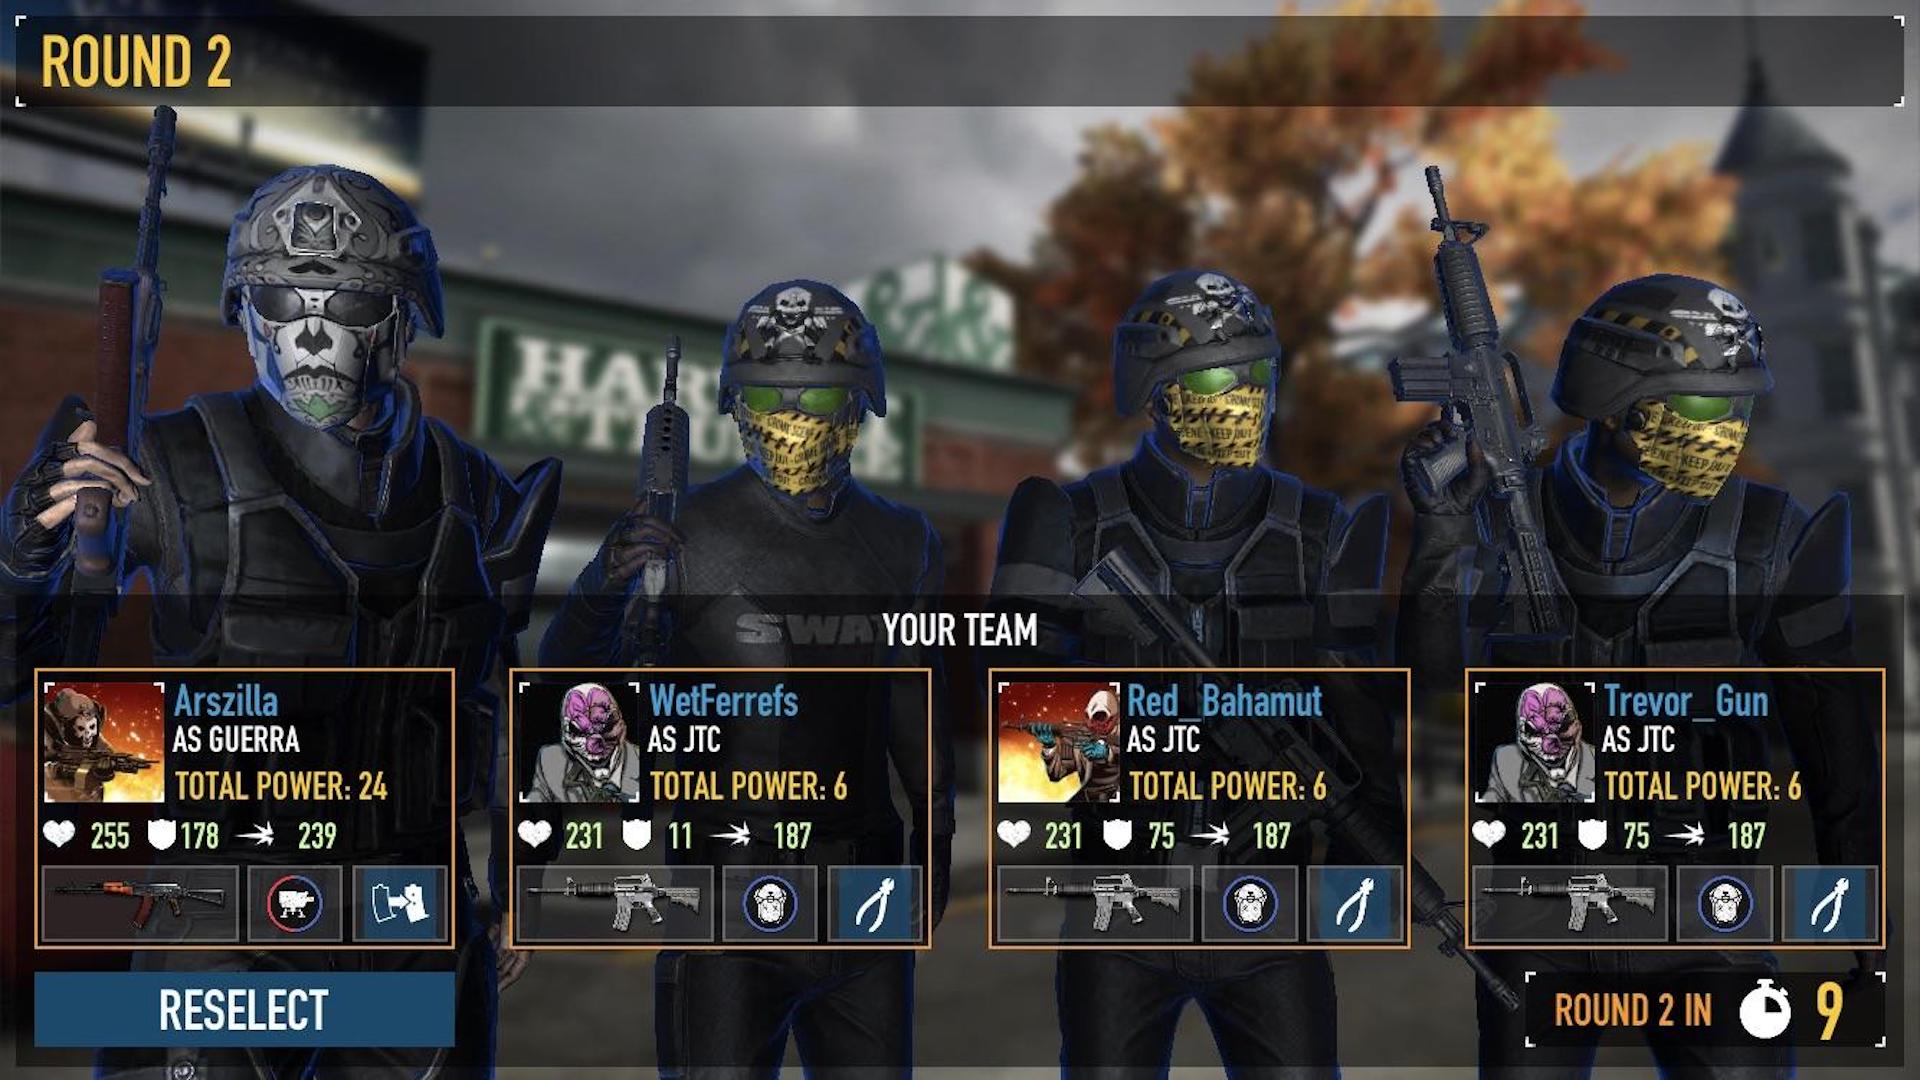 ROUND 2
HAR
SWA
YOUR TEAM
Arszilla
AS GUERRA
TOTAL POWER: 24
255 178 239
WetFerrefs
AS JTC
TOTAL POWER: 6
231 11 187
Red_Bahamut
AS JTC
TOTAL POWER: 6
231 75 187
Trevor_Gun
AS JTC
TOTAL POWER: 6
231 75 187
RESELECT
ROUND 2 IN 9